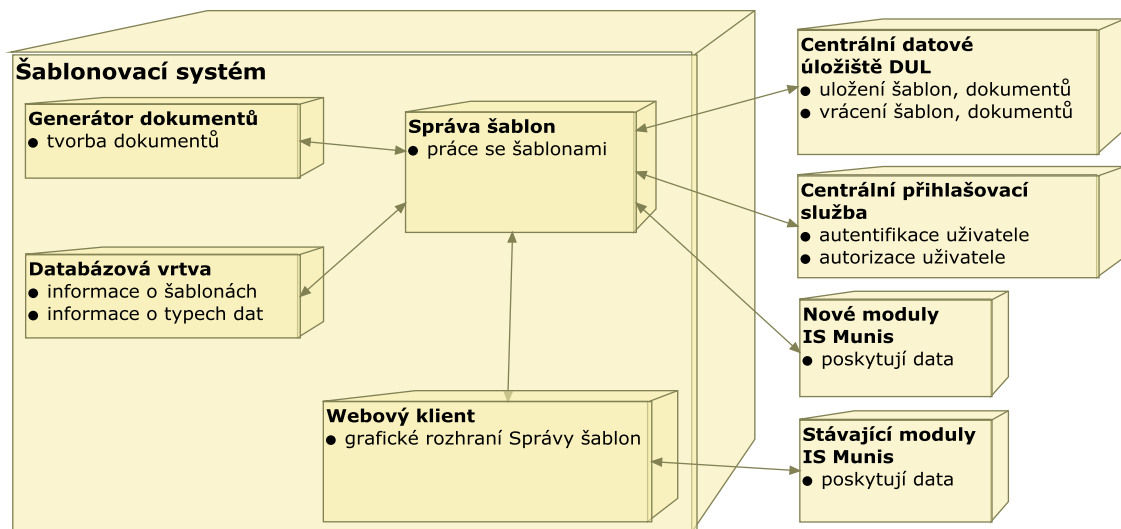 Šablonovací systém
Generátor dokumentů
● tvorba dokumentů
Správa šablon
● práce se šablonami
Databázová vrtva
● informace o šablonách
● informace o typech dat
Webový klient
● grafické rozhraní Správy šablon
Centrální datové
úložiště DUL
● uložení šablon, dokumentů
● vrácení šablon, dokumentů
Centrální přihlašovací
služba
● autentifikace uživatele
● autorizace uživatele
Nové moduly
IS Munis
● poskytují data
Stávající moduly
IS Munis
● poskytují data